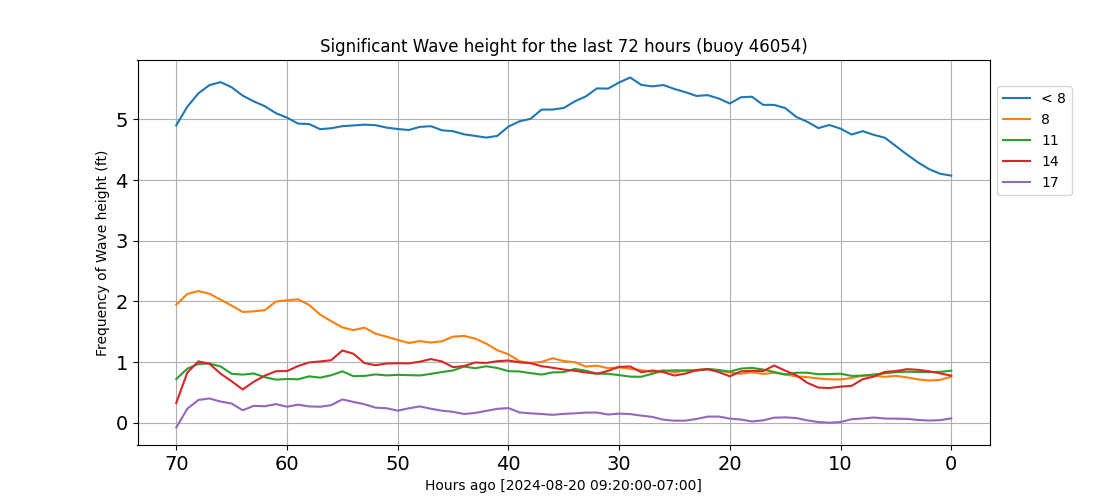 Significant Wave height for the last 72 hours (buoy 46054)
Frequency of Wave height (ft)
5
4
3
2
1
0
70 60 50 40 30 20 10 0
Hours ago [2024-08-20 09:20:00-07:00]
< 8
8
11
14
17